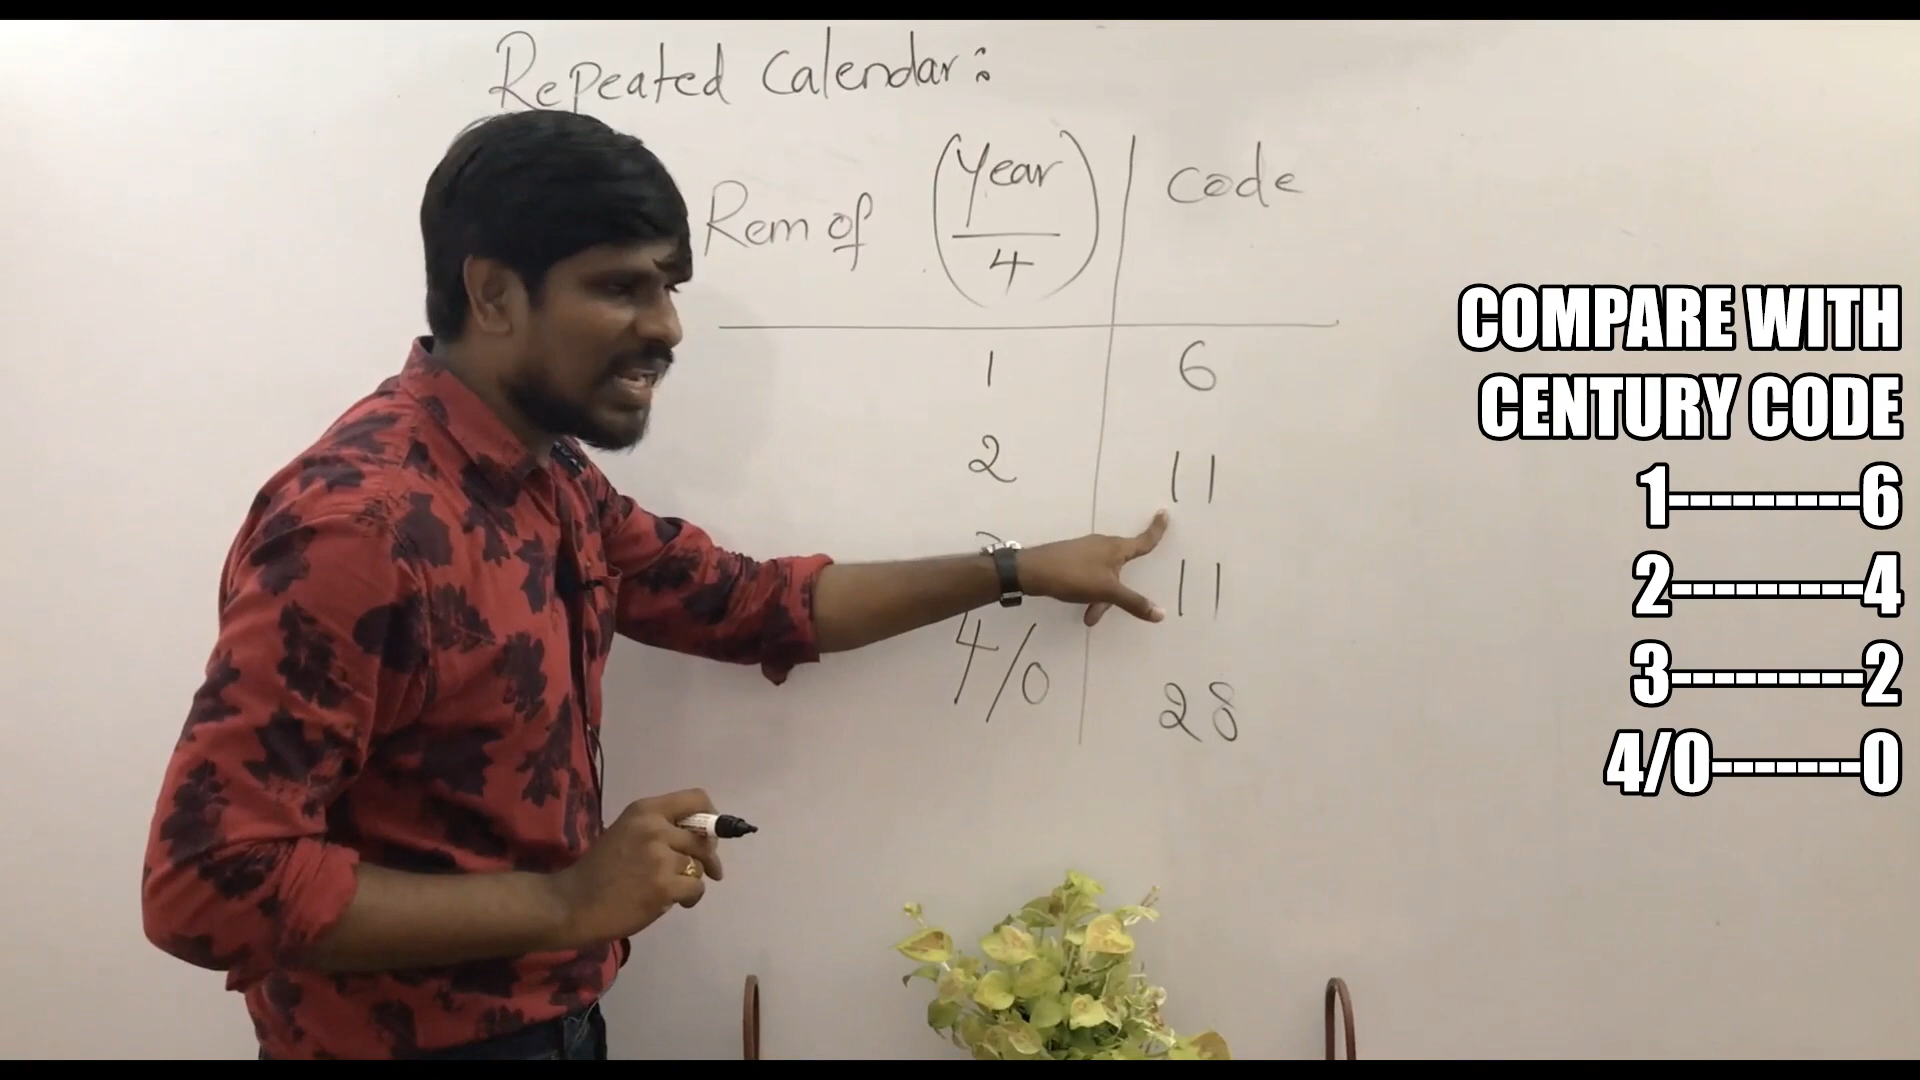 Repeated Calendar:
Rem of (Year/4) | Code
1 6
2 11
11
4/0 28
COMPARE WITH
CENTURY CODE
1---------6
2---------4
3---------2
4/0-------0